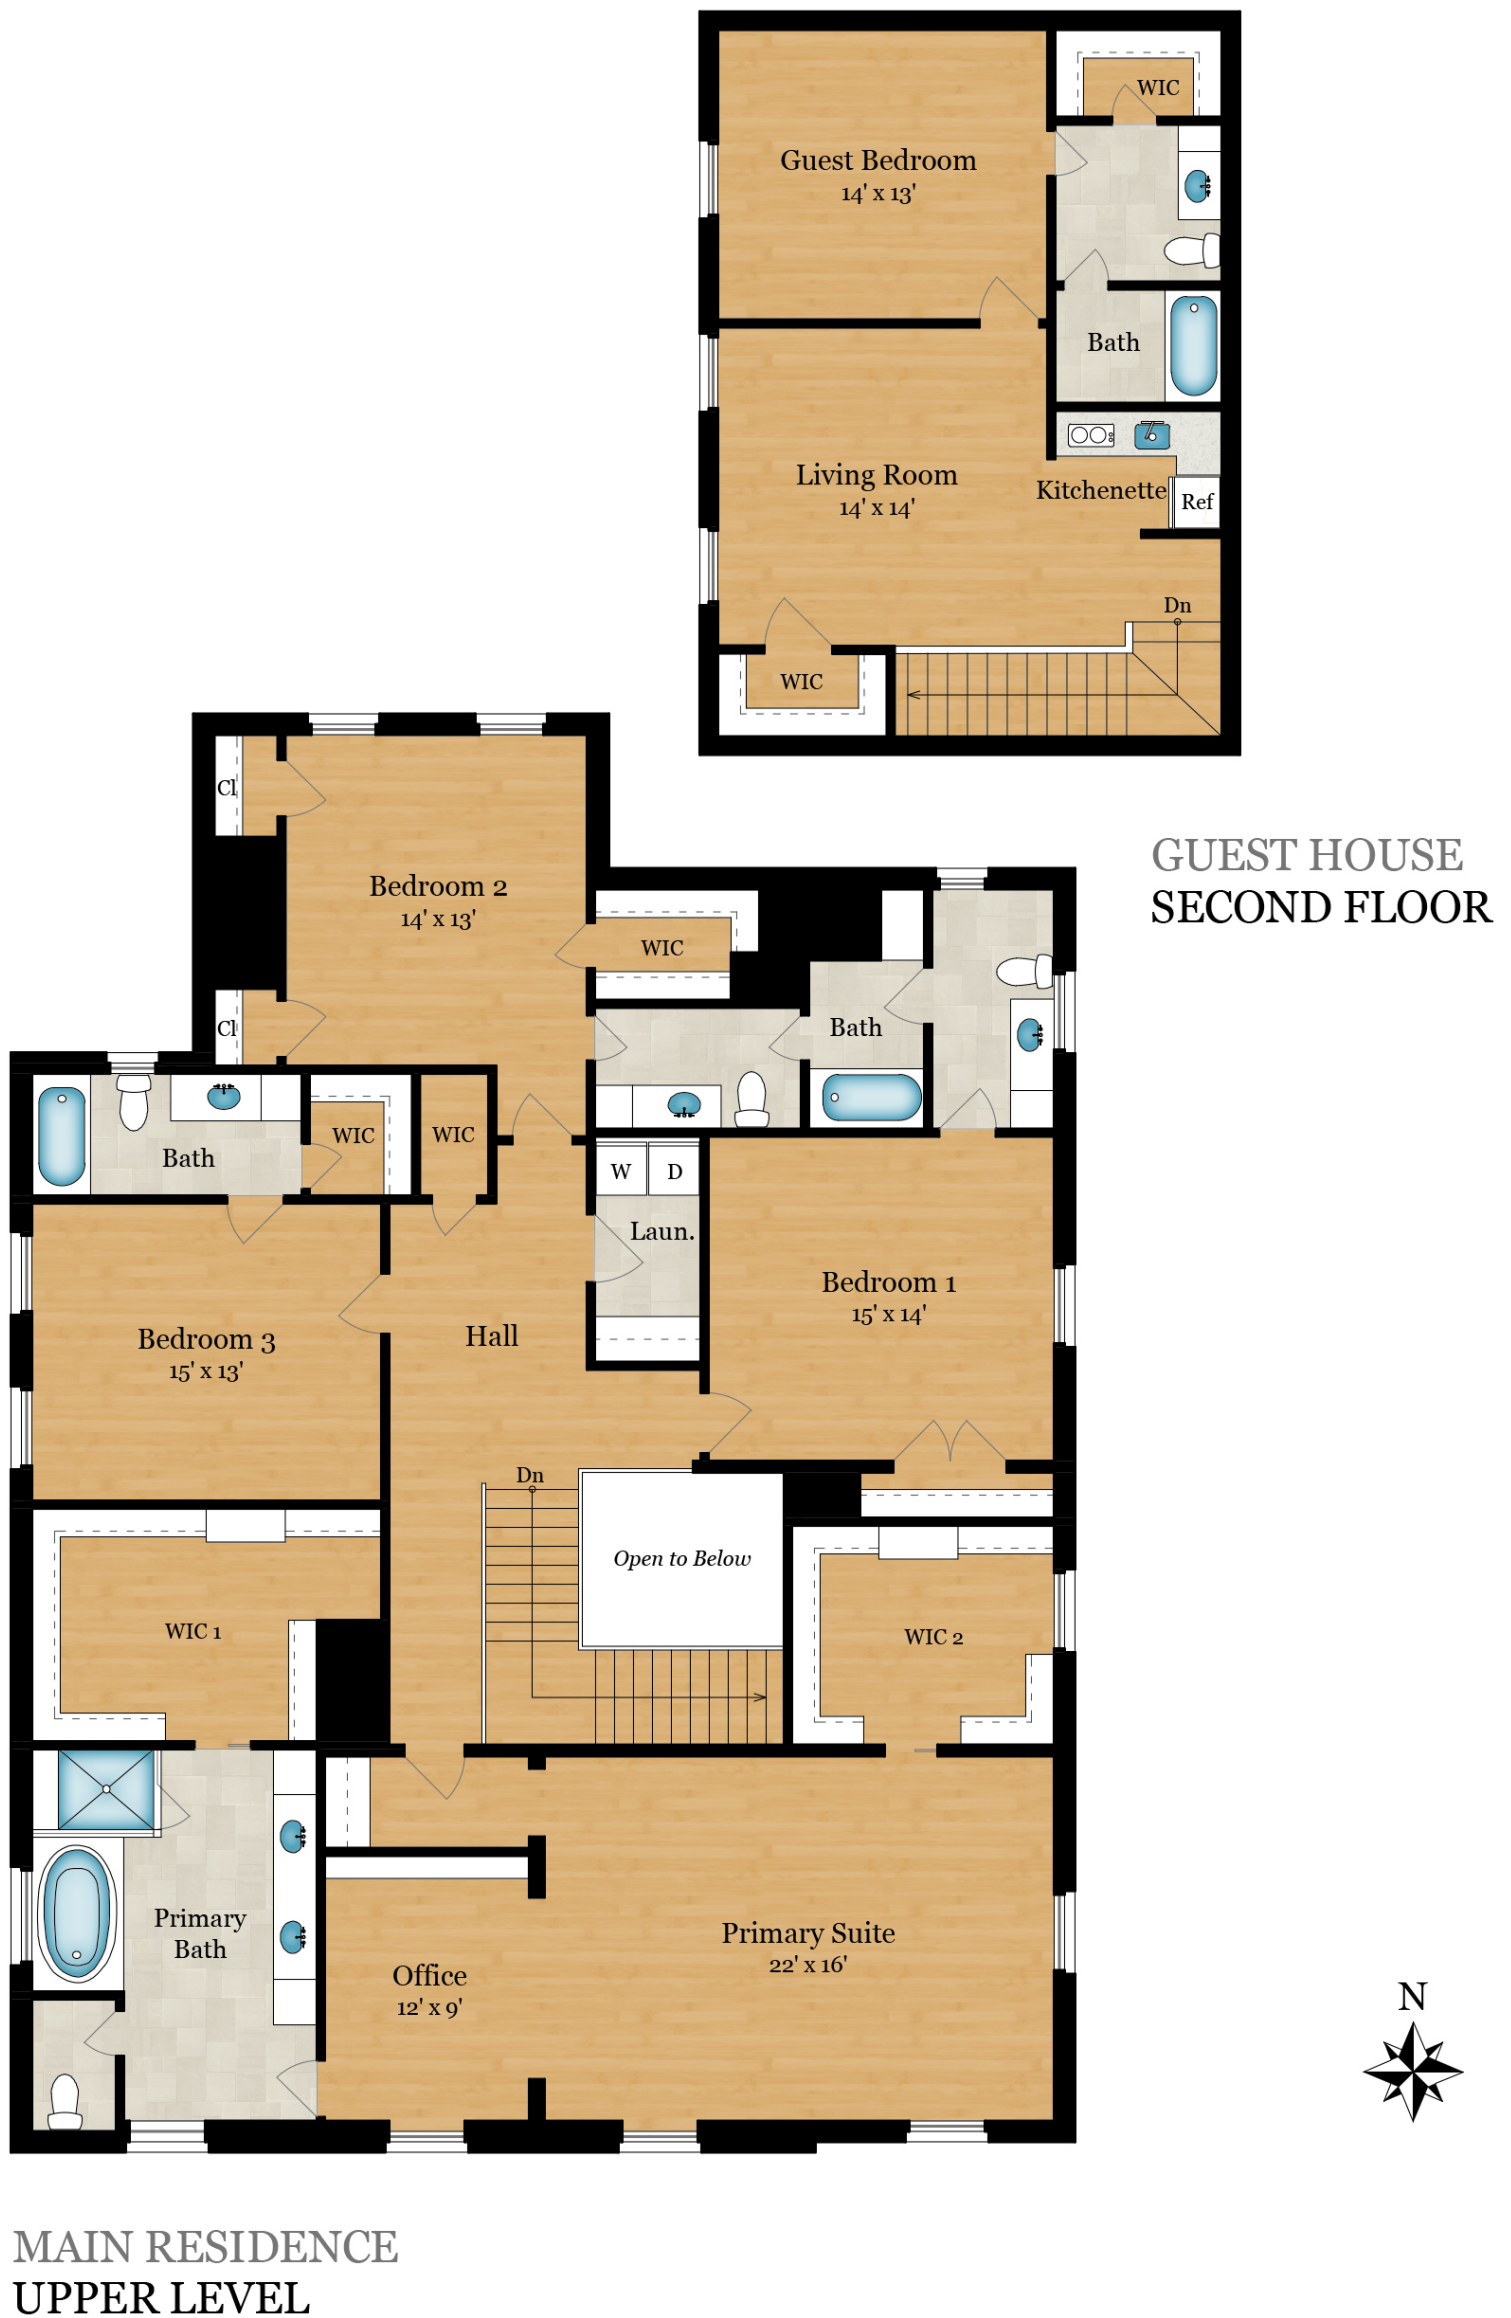 WIC
Guest Bedroom
14' x 13'
Bath
Living Room
14' x 14'
Kitchenette
Ref
Dn
WIC
GUEST HOUSE
SECOND FLOOR
Cl
Bedroom 2
14' x 13'
WIC
Cl
Bath
WIC
WIC
Bath
W
D
Laun.
Bedroom 1
15' x 14'
Hall
Bedroom 3
15' x 13'
Dn
Open to Below
WIC 1
WIC 2
Primary
Bath
Primary Suite
22' x 16'
Office
12' x 9'
N
MAIN RESIDENCE
UPPER LEVEL